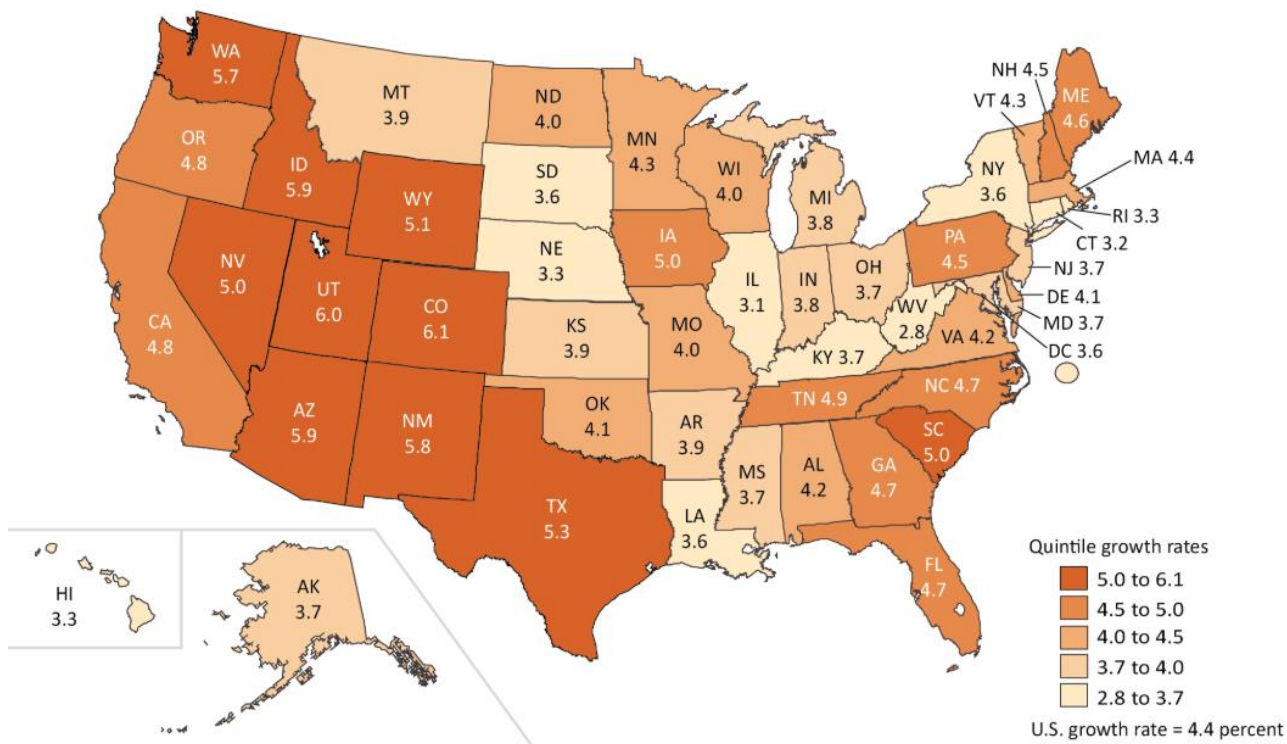 WA
5.7
MT
3.9
ND
4.0
MN
4.3
OR
4.8
ID
5.9
WY
5.1
SD
3.6
WI
4.0
MI
3.8
NY
3.6
NH 4.5
VT 4.3
ME
4.6
MA 4.4
RI 3.3
CT 3.2
NJ 3.7
DE 4.1
MD 3.7
DC 3.6
NV
5.0
UT
6.0
CO
6.1
NE
3.3
IA
5.0
IL
3.1
IN
3.8
OH
3.7
PA
4.5
WV
2.8
VA 4.2
CA
4.8
KS
3.9
MO
4.0
KY 3.7
AZ
5.9
NM
5.8
OK
4.1
AR
3.9
TN 4.9
NC 4.7
SC
5.0
TX
5.3
LA
3.6
MS
3.7
AL
4.2
GA
4.7
FL
4.7
HI
3.3
AK
3.7
Quintile growth rates
5.0 to 6.1
4.5 to 5.0
4.0 to 4.5
3.7 to 4.0
2.8 to 3.7
U.S. growth rate = 4.4 percent